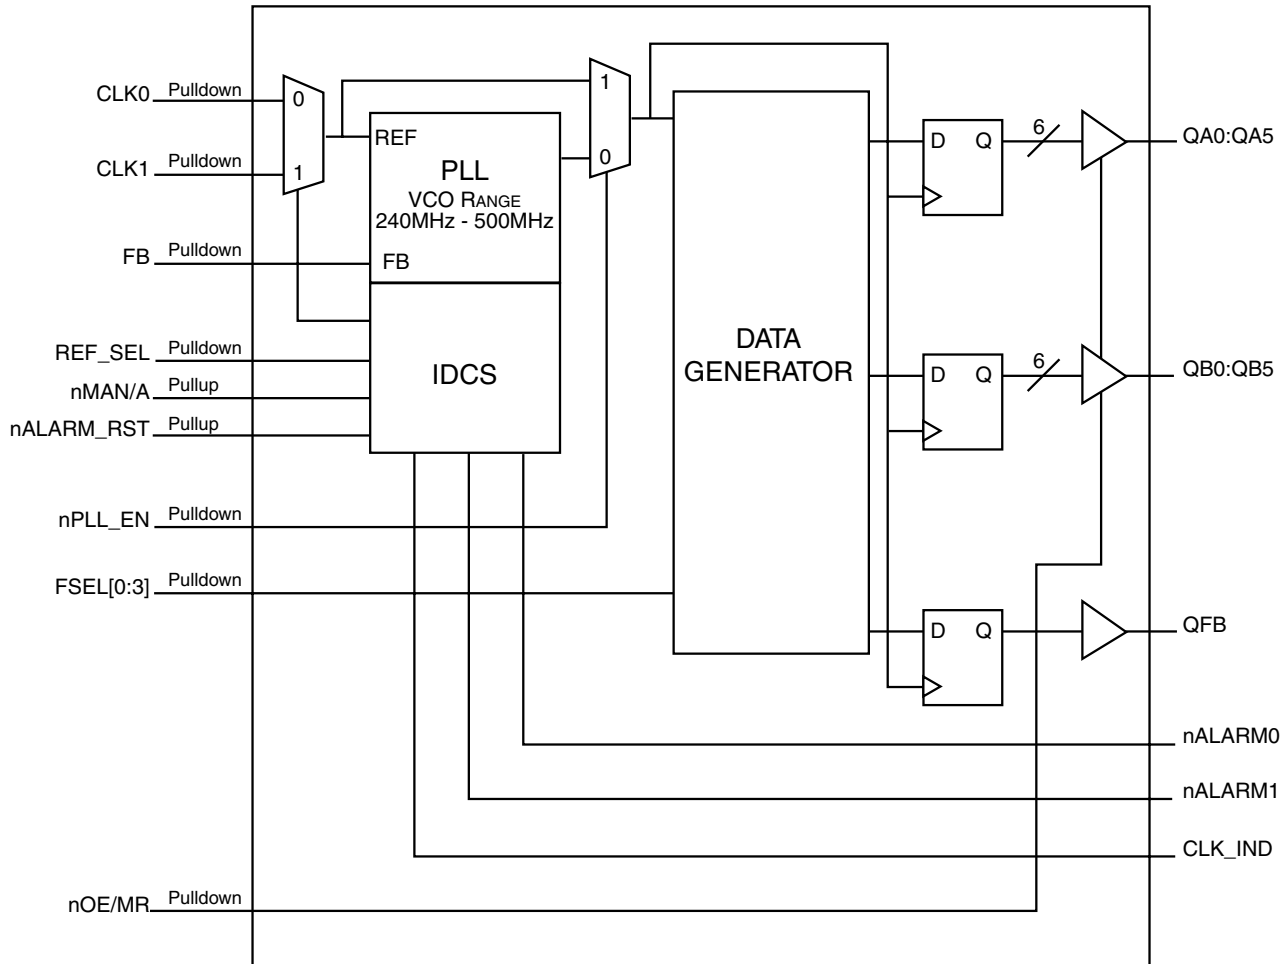 CLK0 Pulldown
0
1
CLK1 Pulldown
1
0
REF
PLL
VCO RANGE
240MHz - 500MHz
FB Pulldown
FB
REF_SEL Pulldown
nMAN/A Pullup
nALARM_RST Pullup
IDCS
nPLL_EN Pulldown
FSEL[0:3] Pulldown
DATA
GENERATOR
D Q 6 QA0:QA5
D Q 6 QB0:QB5
D Q QFB
nALARM0
nALARM1
CLK_IND
nOE/MR Pulldown